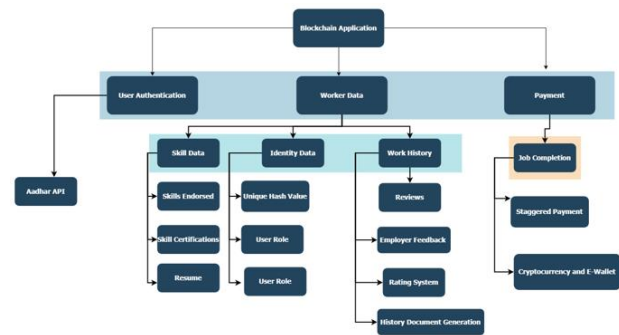 Blockchain Application
User Authentication
Worker Data
Payment
Skill Data
Identity Data
Work History
Job Completion
Aadhar API
Skills Endorsed
Unique Hash Value
Reviews
Staggered Payment
Skill Certifications
User Role
Employer Feedback
Resume
User Role
Rating System
Cryptocurrency and E-Wallet
History Document Generation